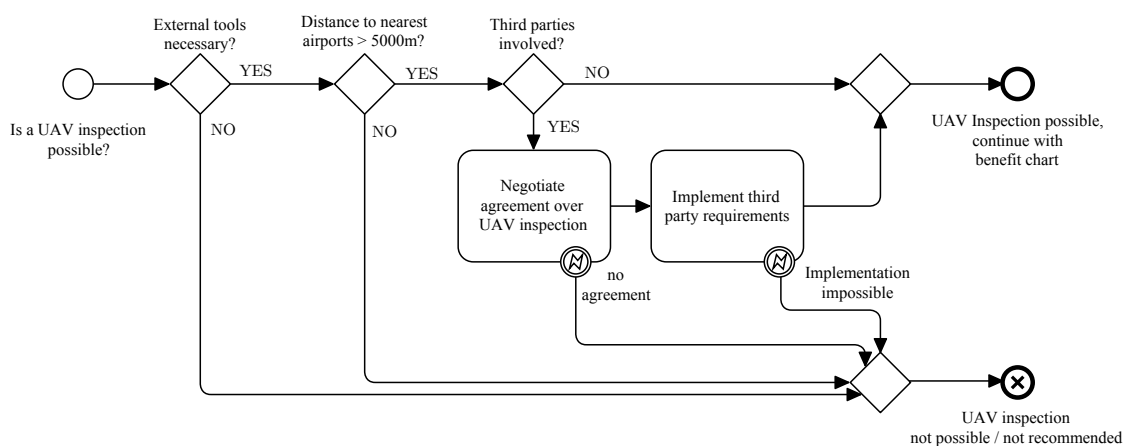 External tools
necessary?
Distance to nearest
airports > 5000m?
Third parties
involved?
YES
YES
NO
Is a UAV inspection
possible?
NO
NO
YES
UAV Inspection possible,
continue with
benefit chart
Negotiate
agreement over
UAV inspection
Implement third
party requirements
no
agreement
Implementation
impossible
UAV inspection
not possible / not recommended